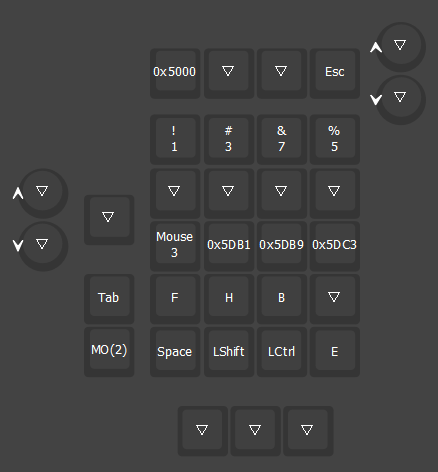 0x5000 ▽ ▽ Esc ▽
▽
! # & %
1 3 7 5
▽ ▽ ▽ ▽ ▽
▽
Mouse
3 0x5DB1 0x5DB9 0x5DC3
▽
Tab F H B ▽
MO(2) Space LShift LCtrl E
▽ ▽ ▽